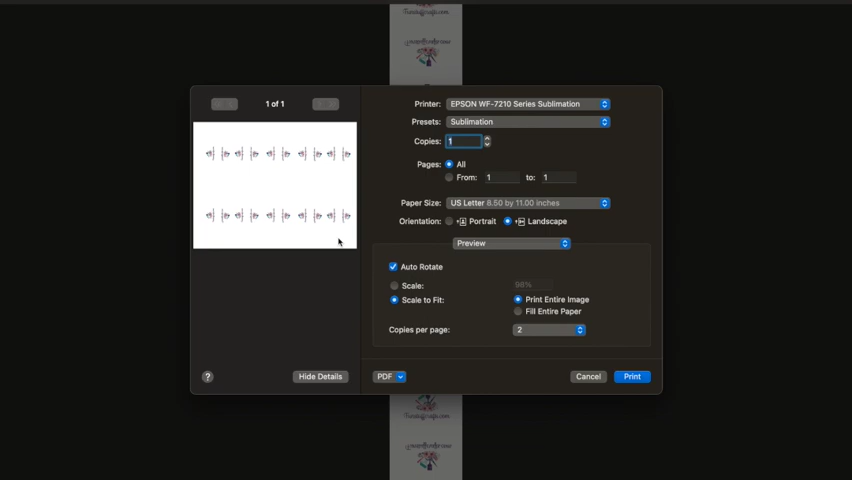 1 of 1
Printer: EPSON WF-7210 Series Sublimation
Presets: Sublimation
Copies: 1
Pages: All
From: 1 to: 1
Paper Size: US Letter 8.50 by 11.00 inches
Orientation: Portrait Landscape
Preview
Auto Rotate
Scale: 96%
Scale to Fit: Print Entire Image
Fill Entire Paper
Copies per page: 2
? Hide Details PDF Cancel Print